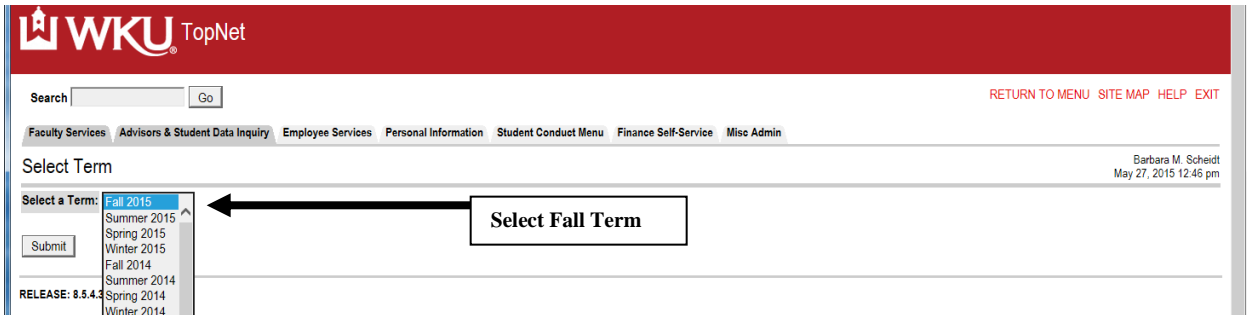 WKU® TopNet
Search Go RETURN TO MENU SITE MAP HELP EXIT
Faculty Services Advisors & Student Data Inquiry Employee Services Personal Information Student Conduct Menu Finance Self-Service Misc Admin
Select Term
Barbara M. Scheidt
May 27, 2015 12:46 pm
Select a Term: Fall 2015
Summer 2015
Spring 2015
Winter 2015
Fall 2014
Summer 2014
Spring 2014
Winter 2014
Select Fall Term
Submit
RELEASE: 8.5.4.3